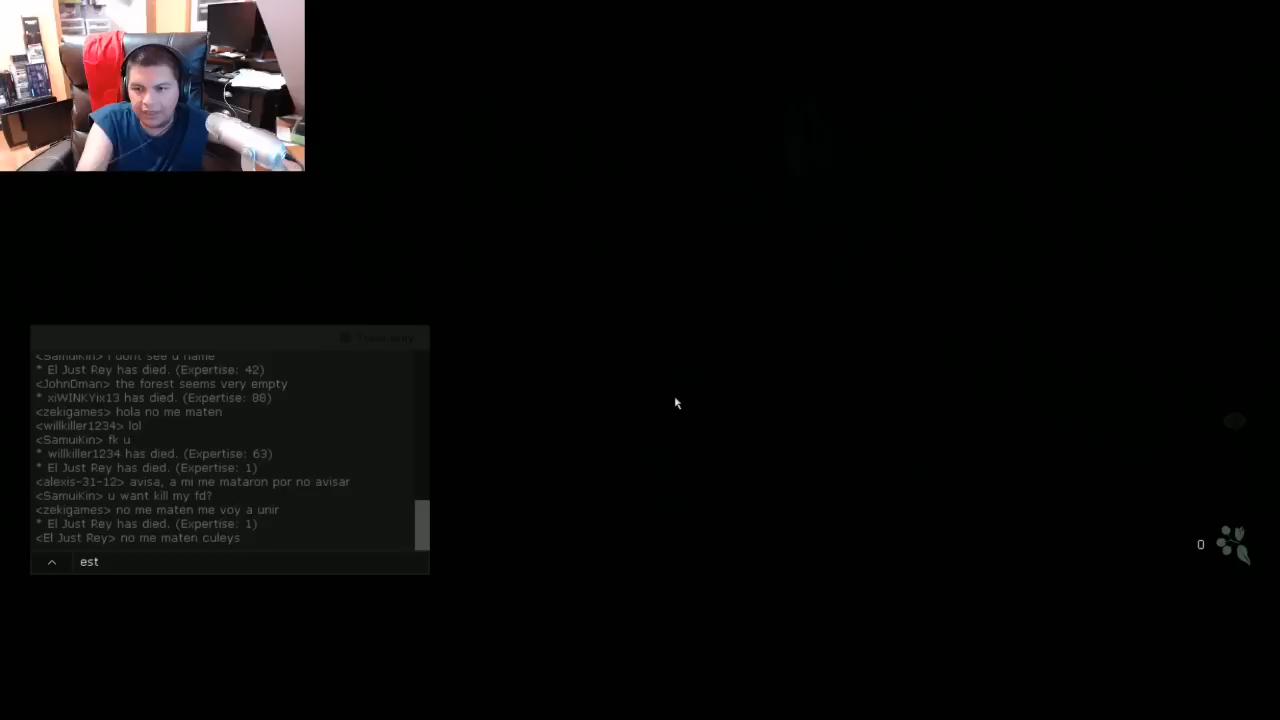 <SamuiKin> i dont see u name
* El Just Rey has died. (Expertise: 42)
<JohnDman> the forest seems very empty
* xiWINKYix13 has died. (Expertise: 88)
<zekigames> hola no me maten
<willkiller1234> lol
<SamuiKin> fk u
* willkiller1234 has died. (Expertise: 63)
* El Just Rey has died. (Expertise: 1)
<alexis-31-12> avisa, a mi me mataron por no avisar
<SamuiKin> u want kill my fd?
<zekigames> no me maten me voy a unir
* El Just Rey has died. (Expertise: 1)
<El Just Rey> no me maten culeys
est
0